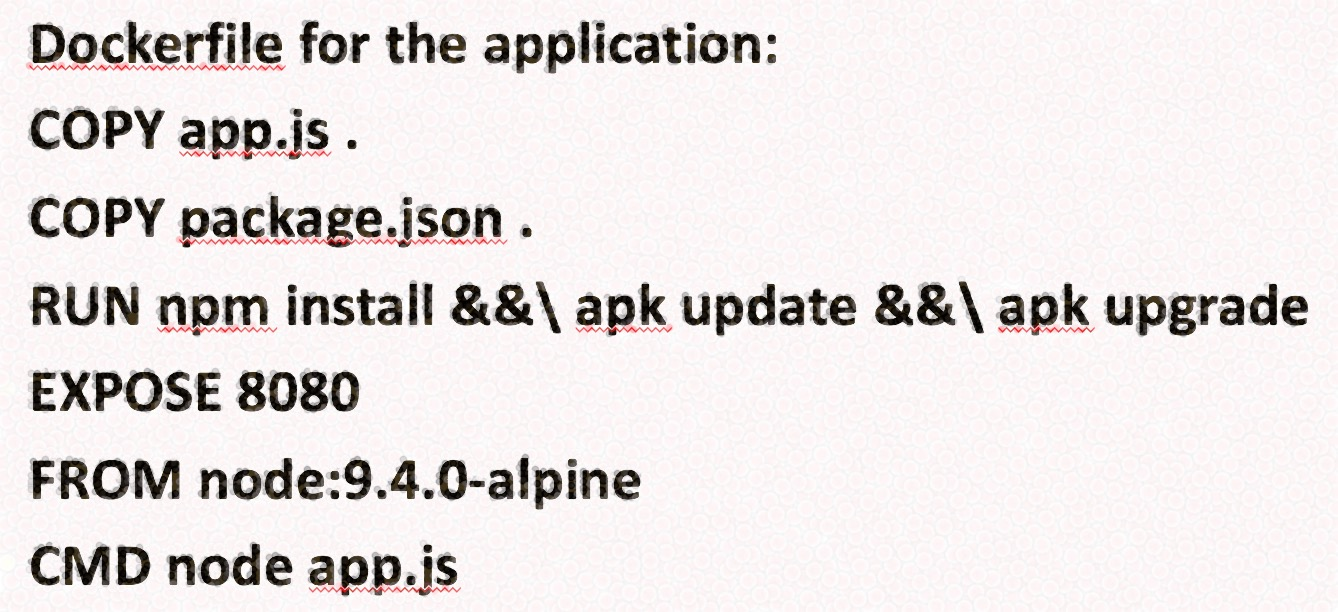 Dockerfile for the application:
COPY app.js .
COPY package.json .
RUN npm install &&\ apk update &&\ apk upgrade
EXPOSE 8080
FROM node:9.4.0-alpine
CMD node app.js